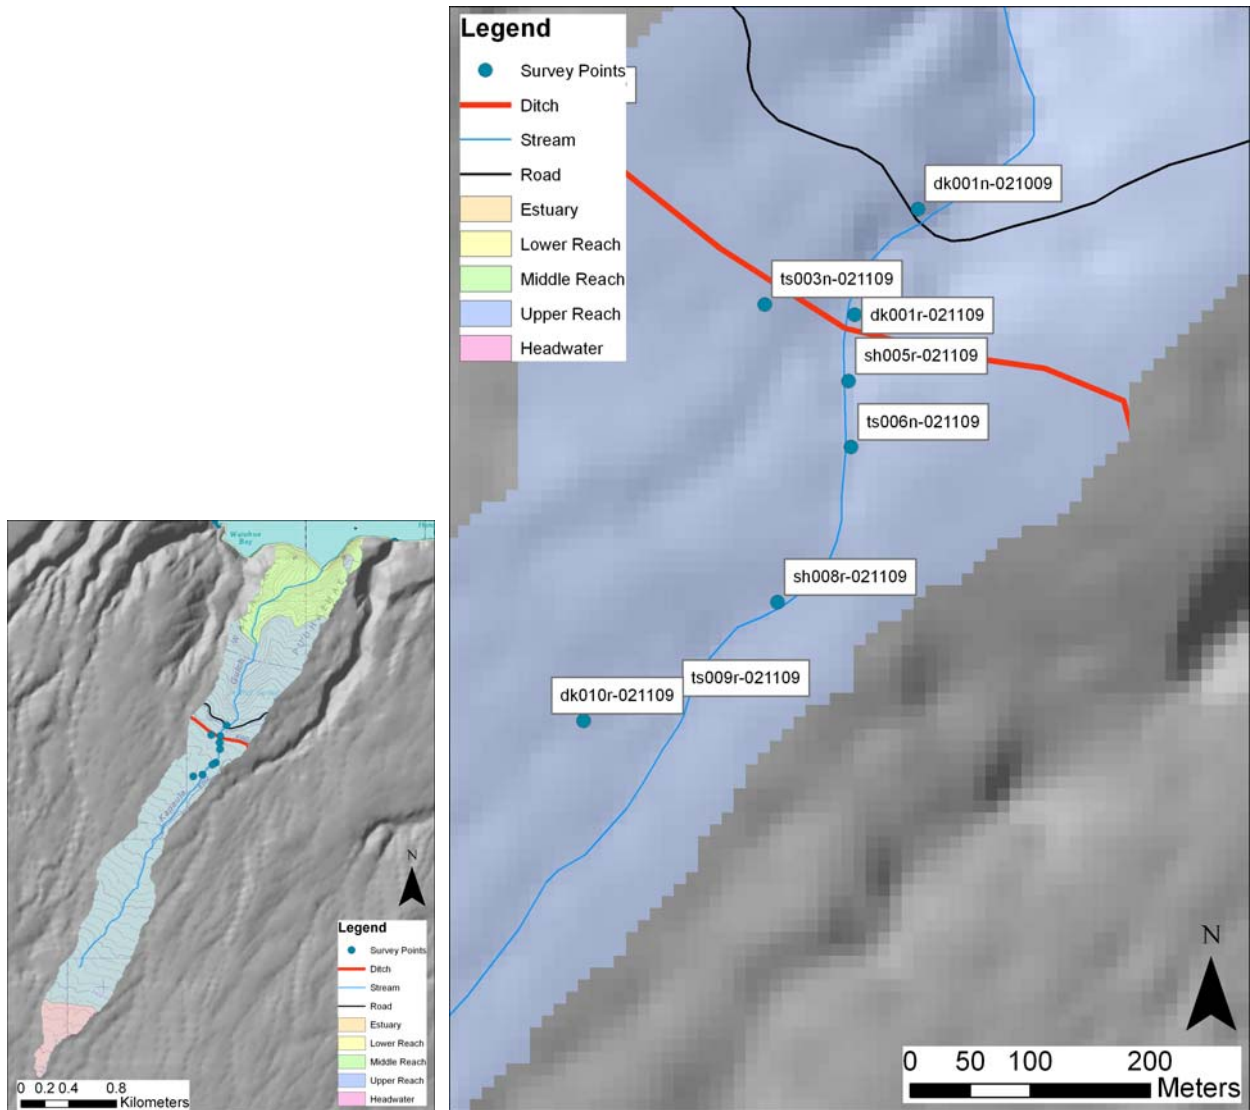 Legend
Survey Points
Ditch
Stream
Road
Estuary
Lower Reach
Middle Reach
Upper Reach
Headwater
dk001n-021009
ts003n-021109
dk001r-021109
sh005r-021109
ts006n-021109
sh008r-021109
ts009r-021109
dk010r-021109
N
0 50 100 200
Meters
Bay
N
Legend
Survey Points
Ditch
Stream
Road
Estuary
Lower Reach
Middle Reach
Upper Reach
Headwater
0 0.2 0.4 0.8
Kilometers